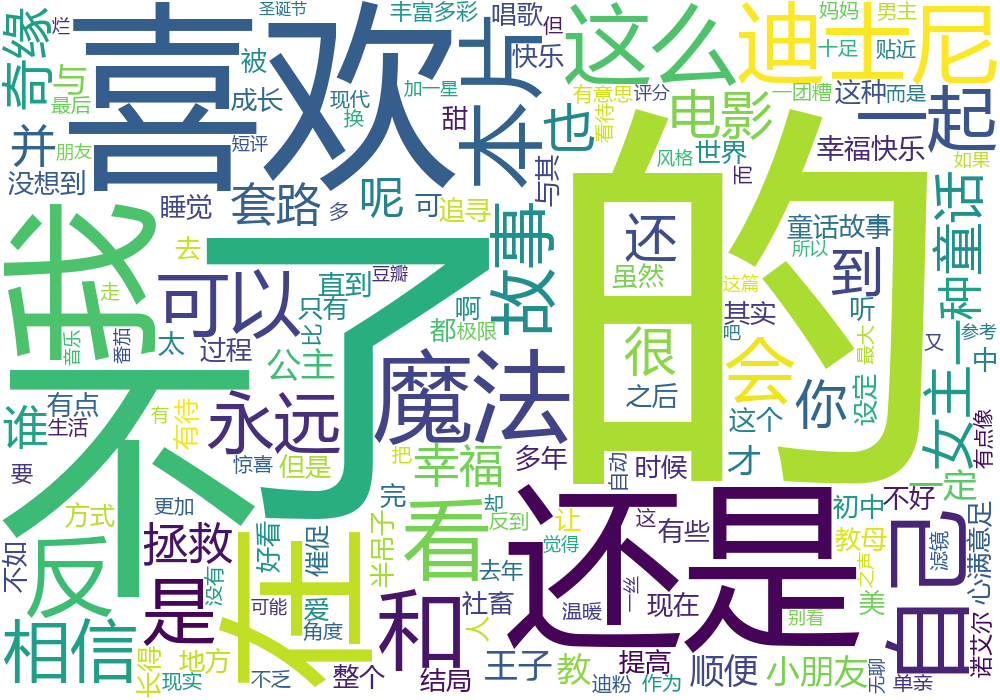 喜欢
的
我
不
了
还是
在
这么
迪士尼
一起
本片
奇缘
与
被
成长
圣诞节
丰富多彩
唱歌
但
快乐
烂
最后
并
朋友
没想到
短评
现代
换
加一星
甜
也
有意思
看待
电影
评分
一团糟
这种
而是
妈妈
男主
十足
贴近
幸福快乐
如果
世界
风格
而
与其
套路
呢
可
追寻
多
睡觉
去
故事
还
虽然
童话故事
所以
到
童话
一种
女主
听
最大
又
参考
中
设定
你
会
其实
这篇
吧
这个
很
之后
可以
直到
豆瓣
只有
比
啊
都
极限
公主
过程
太
番茄
音乐
走
谁
有点
生活
有
有待
永远
魔法
幸福
多年
时候
才
自动
初中
不好
一定
有点像
要
惊喜
但是
把
完
却
更加
方式
不如
反
拯救
好看
催促
半吊子
看
反到
让
觉得
这
有些
教母
之声
滤镜
自己
心满意足
相信
是
没有
可能
爱
角度
和
去年
社畜
人
温暖
一丝
现在
别看
美
诺艾尔
长得
现实
地方
不乏
整个
结局
王子
教
迪粉
提高
作为
顺便
小朋友
无聊
单亲